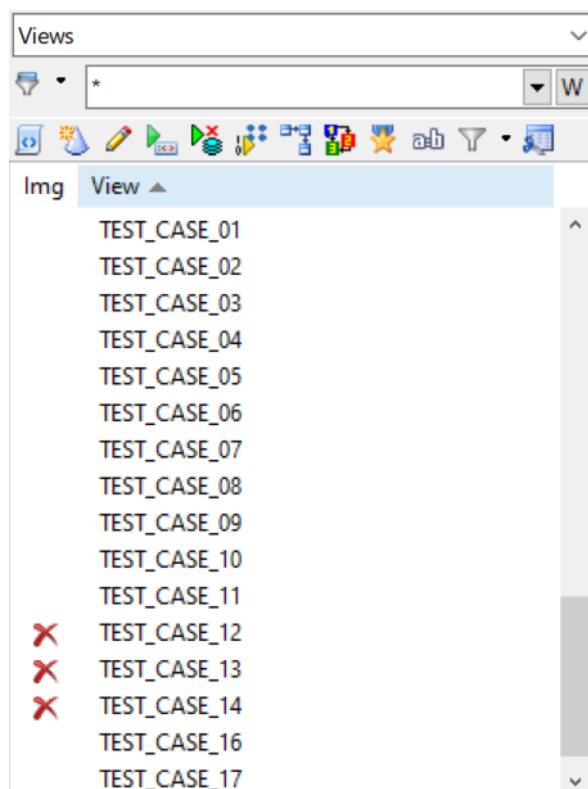 Views
*
W
ab
Img View
TEST_CASE_01
TEST_CASE_02
TEST_CASE_03
TEST_CASE_04
TEST_CASE_05
TEST_CASE_06
TEST_CASE_07
TEST_CASE_08
TEST_CASE_09
TEST_CASE_10
TEST_CASE_11
TEST_CASE_12
TEST_CASE_13
TEST_CASE_14
TEST_CASE_16
TEST_CASE_17